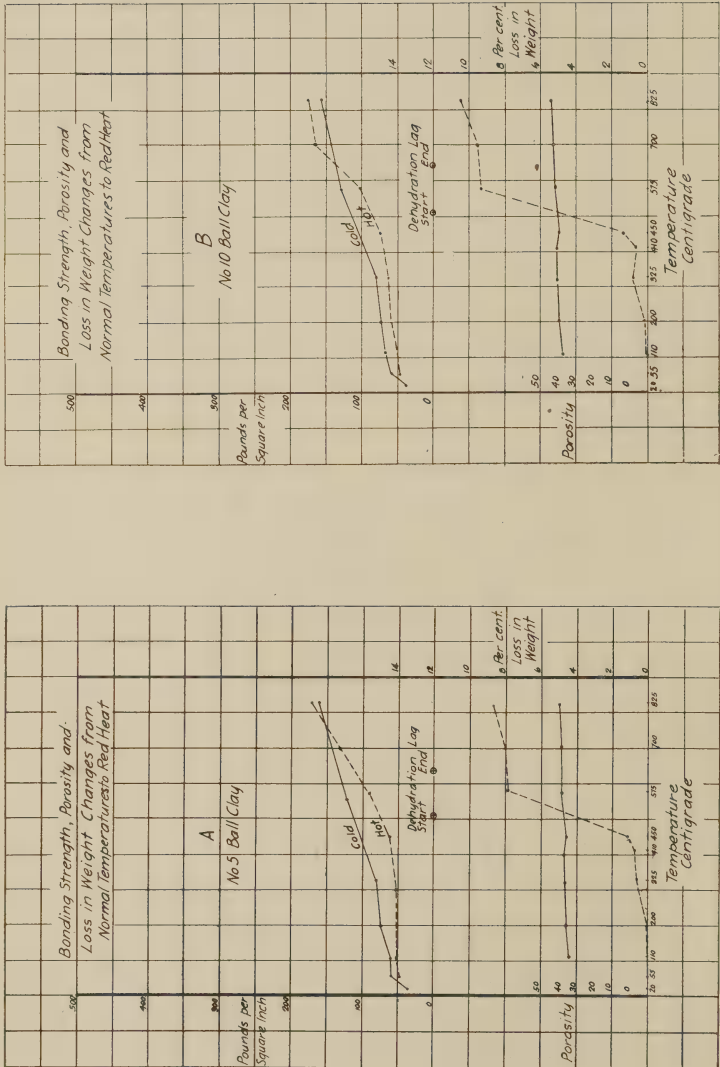 Bonding Strength, Porosity and
Loss in Weight Changes from
Normal Temperatures to Red Heat
A
No 5 Ball Clay
500
400
300
200
100
0
Pounds per
Square Inch
Cold
Hot
Dehydration Lag
Start End
14
12
10
8 Per cent.
Loss in
Weight
6
4
2
0
50
40
30
20
10
0
Porosity
20 55 110 200 325 410 450 575 700 825
Temperature
Centigrade
Bonding Strength, Porosity and
Loss in Weight Changes from
Normal Temperatures to Red Heat
B
No 10 Ball Clay
500
400
300
200
100
0
Pounds per
Square Inch
Cold
Hot
Dehydration Lag
Start End
14
12
10
8 Per cent.
Loss in
Weight
6
4
2
0
50
40
30
20
10
0
Porosity
20 55 110 200 325 410 450 575 700 825
Temperature
Centigrade